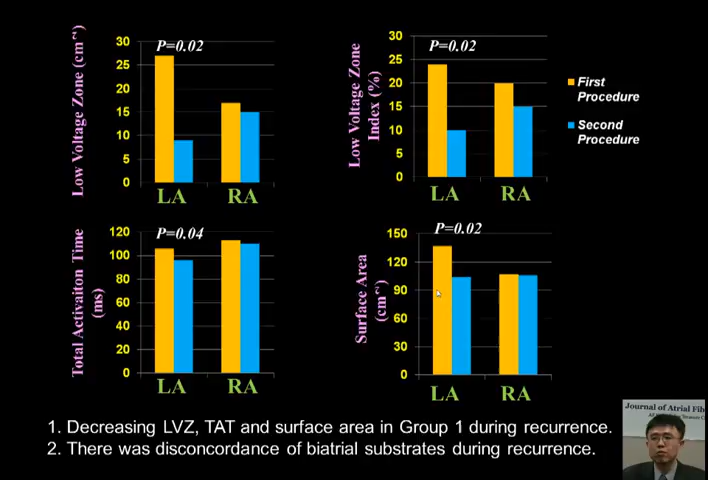 Low Voltage Zone (cm²)
30
25
20
15
10
5
0
P=0.02
LA
RA
Low Voltage Zone
Index (%)
30
25
20
15
10
5
0
P=0.02
LA
RA
First
Procedure
Second
Procedure
Total Activaiton Time
(ms)
120
100
80
60
40
20
0
P=0.04
LA
RA
Surface Area
(cm²)
150
120
90
60
30
0
P=0.02
LA
RA
1. Decreasing LVZ, TAT and surface area in Group 1 during recurrence.
2. There was disconcordance of biatrial substrates during recurrence.
Journal of Atrial Fib